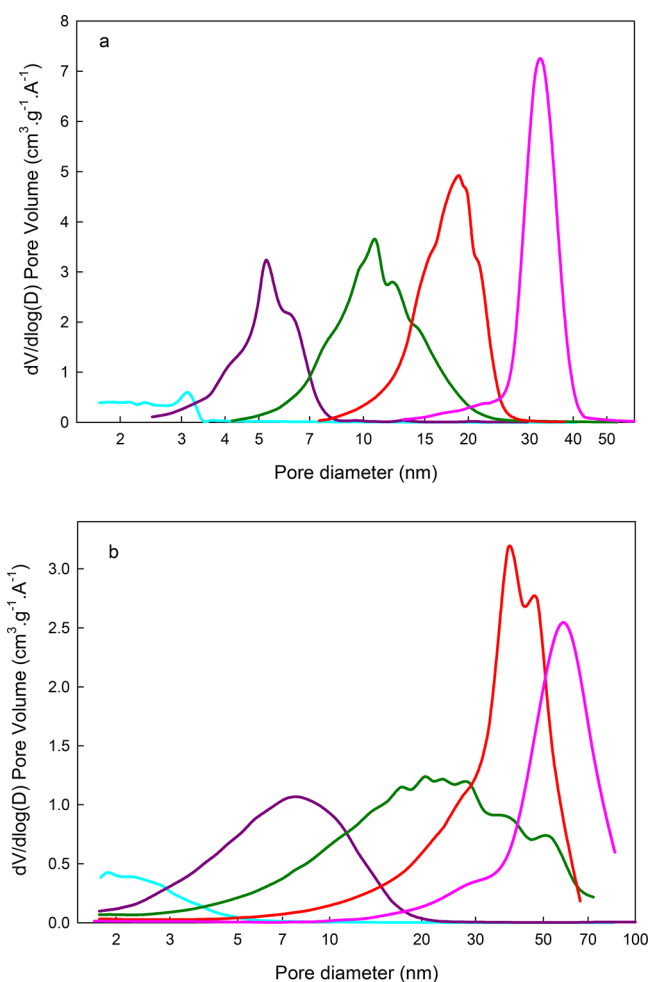 a
dV/dlog(D) Pore Volume (cm³.g⁻¹.A⁻¹)
8
7
6
5
4
3
2
1
0
2 3 4 5 7 10 15 20 30 40 50
Pore diameter (nm)
b
dV/dlog(D) Pore Volume (cm³.g⁻¹.A⁻¹)
3.0
2.5
2.0
1.5
1.0
0.5
0.0
2 3 5 7 10 20 30 50 70 100
Pore diameter (nm)